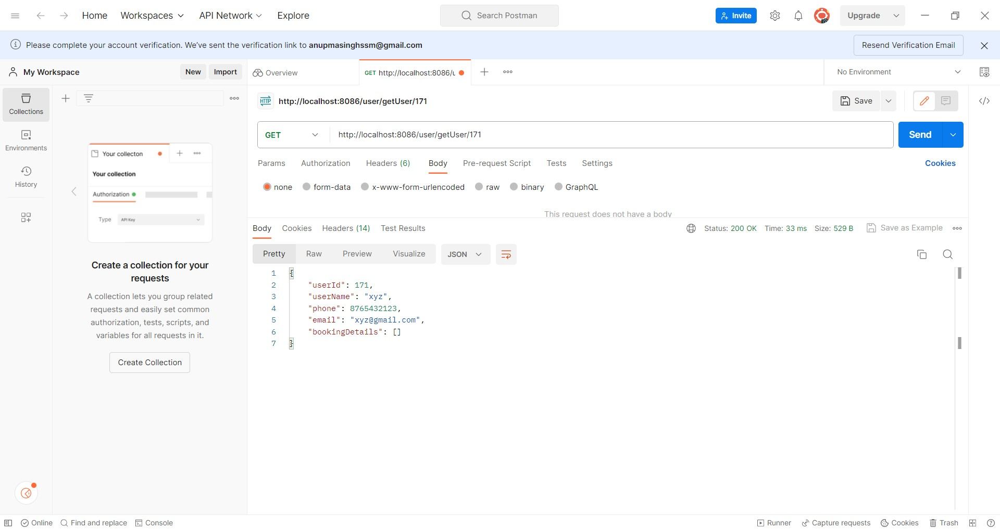 Home Workspaces API Network Explore Search Postman Invite Upgrade
Please complete your account verification. We've sent the verification link to anupmasinghssm@gmail.com Resend Verification Email
My Workspace New Import Overview GET http://localhost:8086/u No Environment
Collections
Environments
History
Your collecton
Your collection
Authorization
Type API Key
Create a collection for your
requests
A collection lets you group related
requests and easily set common
authorization, tests, scripts, and
variables for all requests in it.
Create Collection
HTTP http://localhost:8086/user/getUser/171 Save
GET http://localhost:8086/user/getUser/171 Send
Params Authorization Headers (6) Body Pre-request Script Tests Settings Cookies
none form-data x-www-form-urlencoded raw binary GraphQL
This request does not have a body
Body Cookies Headers (14) Test Results Status: 200 OK Time: 33 ms Size: 529 B Save as Example
Pretty Raw Preview Visualize JSON
1 {
2 "userId": 171,
3 "userName": "xyz",
4 "phone": 8765432123,
5 "email": "xyz@gmail.com",
6 "bookingDetails": []
7 }
Online Find and replace Console Runner Capture requests Cookies Trash